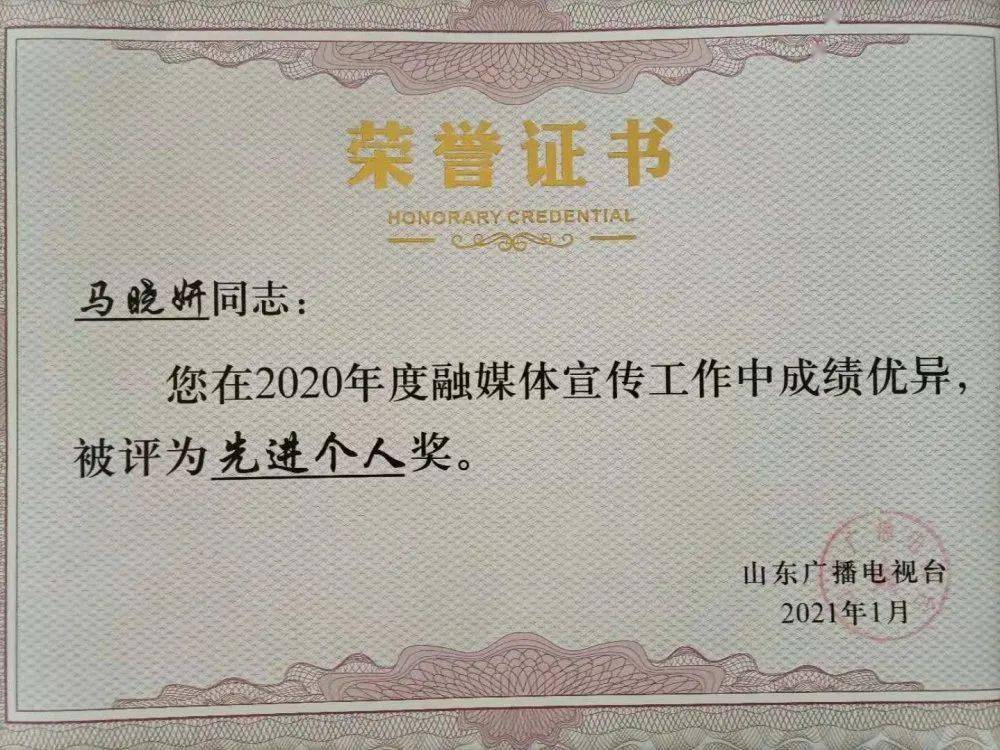 荣誉证书
HONORARY CREDENTIAL
马晓妍同志：
您在2020年度融媒体宣传工作中成绩优异，
被评为先进个人奖。
山东广播电视台
2021年1月